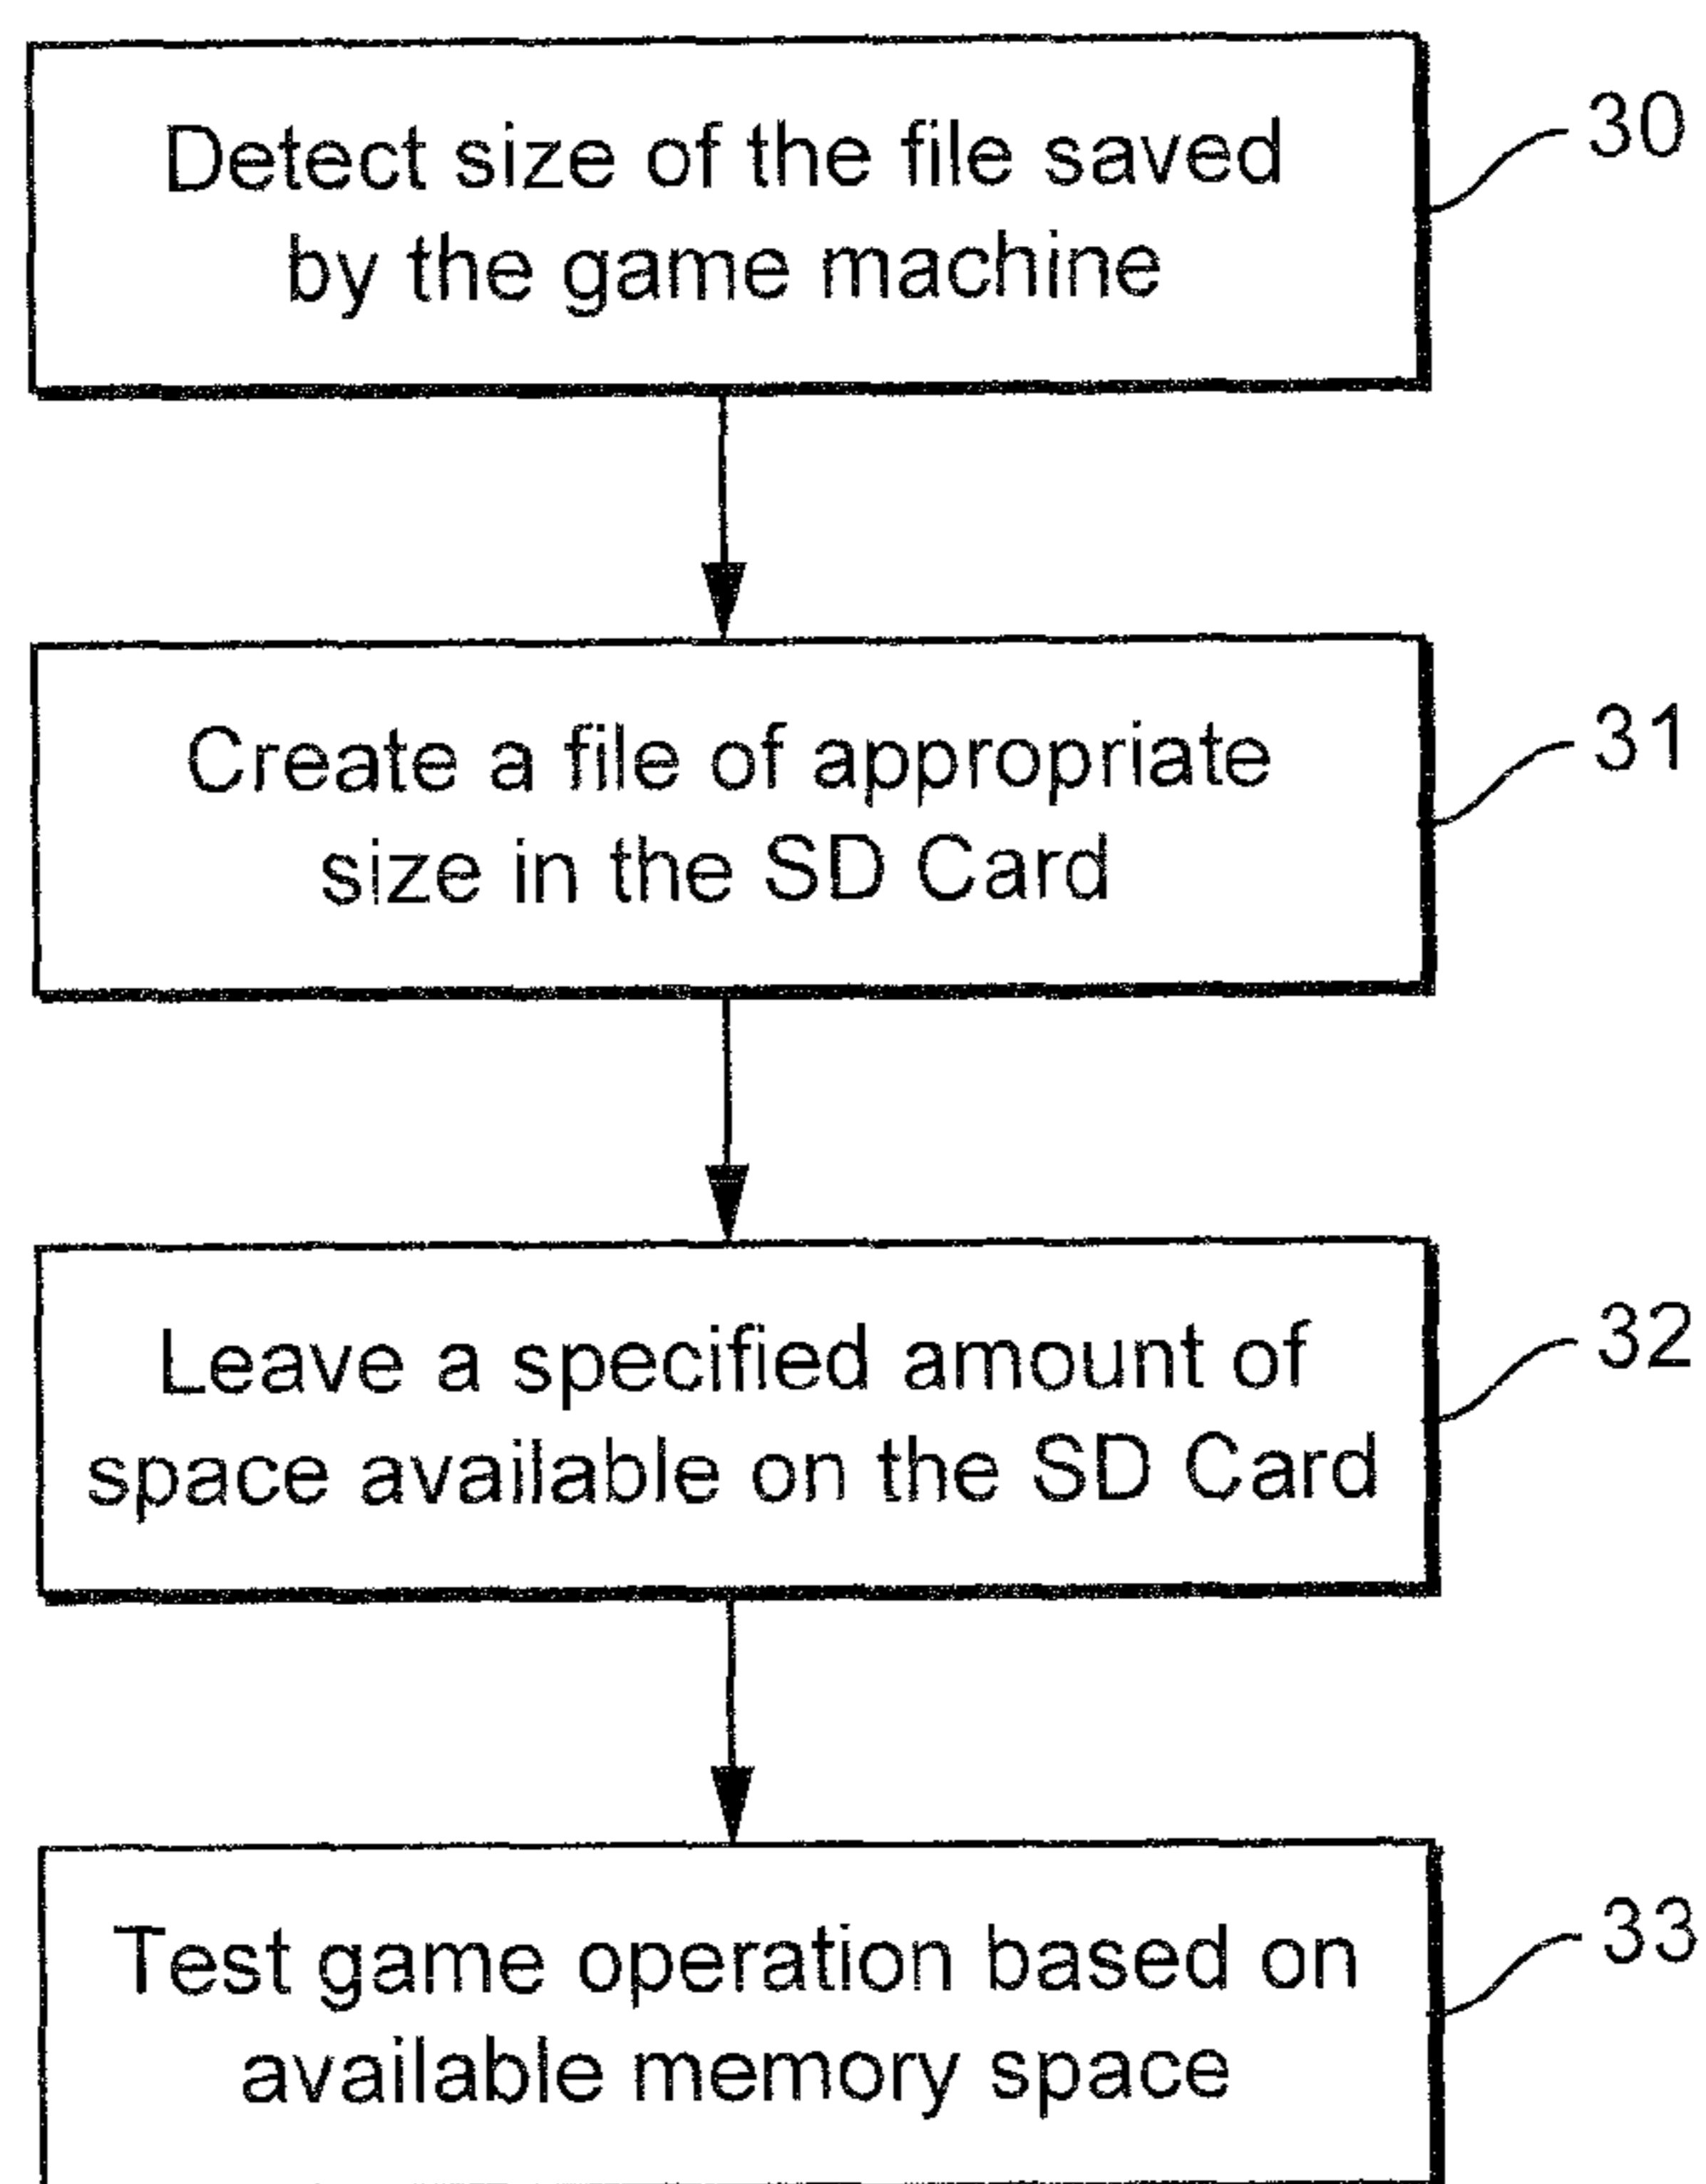 Detect size of the file saved
by the game machine
30
Create a file of appropriate
size in the SD Card
31
Leave a specified amount of
space available on the SD Card
32
Test game operation based on
available memory space
33